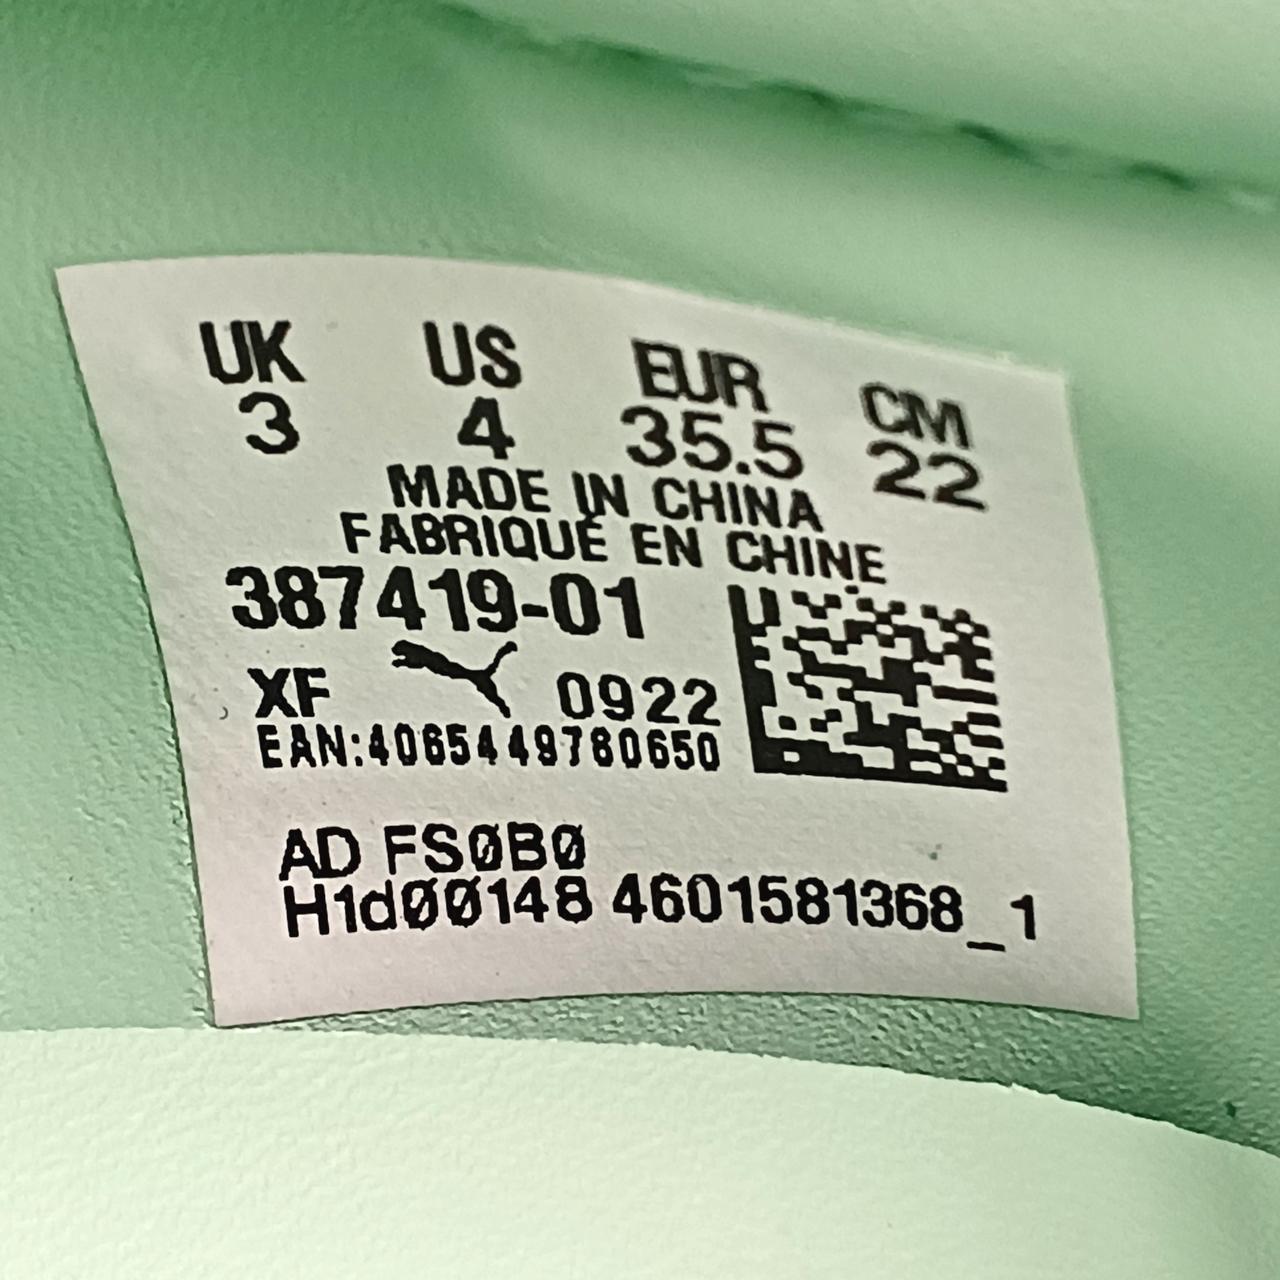 UK US EUR CM
3 4 35.5 22
MADE IN CHINA
FABRIQUÉ EN CHINE
387419-01
XF 0922
EAN:4065449780650
AD FS0B0
H1d00148 4601581368_1